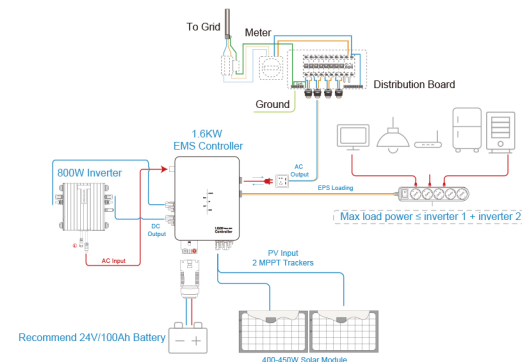 To Grid
Meter
Distribution Board
Ground
1.6KW
EMS Controller
800W Inverter
AC
Output
EPS Loading
DC
Output
Controller
AC Input
PV Input
2 MPPT Trackers
Max load power ≤ inverter 1 + inverter 2
Recommend 24V/100Ah Battery
400-450W Solar Module